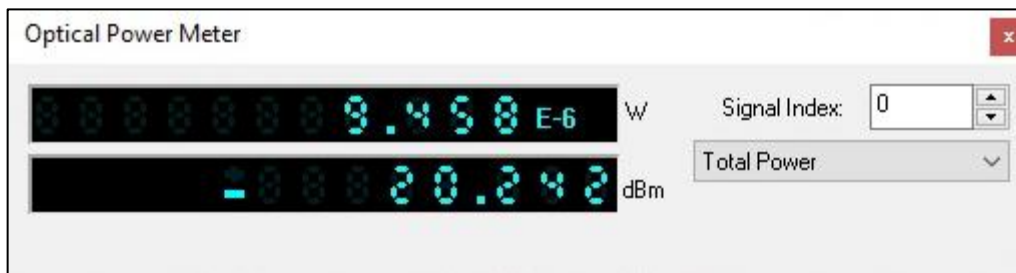 Optical Power Meter
x
9.458 E-6 W
Signal Index: 0
- 20.242 dBm
Total Power